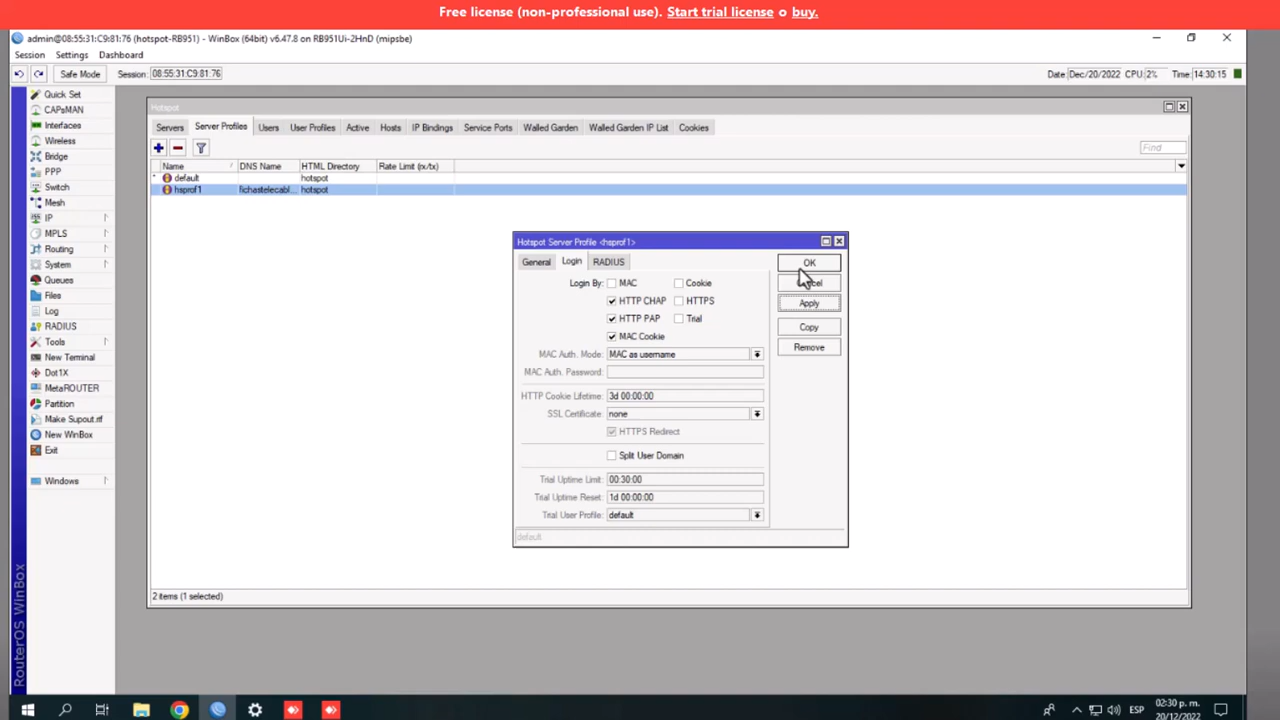 Free license (non-professional use). Start trial license o buy.
admin@08:55:31:C9:81:76 (hotspot-RB951) - WinBox (64bit) v6.47.8 on RB951Ui-2HnD (mipsbe)
Session Settings Dashboard
Safe Mode Session: 08:55:31:C9:81:76 Date: Dec/20/2022 CPU: 2% Time: 14:30:15
Quick Set
CAPsMAN
Interfaces
Wireless
Bridge
PPP
Switch
Mesh
IP
MPLS
Routing
System
Queues
Files
Log
RADIUS
Tools
New Terminal
Dot1X
MetaROUTER
Partition
Make Supout.rif
New WinBox
Exit
Windows
RouterOS WinBox
Hotspot
Servers Server Profiles Users User Profiles Active Hosts IP Bindings Service Ports Walled Garden Walled Garden IP List Cookies
Find
Name DNS Name HTML Directory Rate Limit (rx/tx)
* default hotspot
hsprof1 fichastelecabl... hotspot
Hotspot Server Profile <hsprof1>
General Login RADIUS
Login By: MAC Cookie
HTTP CHAP HTTPS
HTTP PAP Trial
MAC Cookie
MAC Auth. Mode: MAC as username
MAC Auth. Password:
HTTP Cookie Lifetime: 3d 00:00:00
SSL Certificate: none
HTTPS Redirect
Split User Domain
Trial Uptime Limit: 00:30:00
Trial Uptime Reset: 1d 00:00:00
Trial User Profile: default
default
OK
Cancel
Apply
Copy
Remove
2 items (1 selected)
ESP
02:30 p. m.
20/12/2022